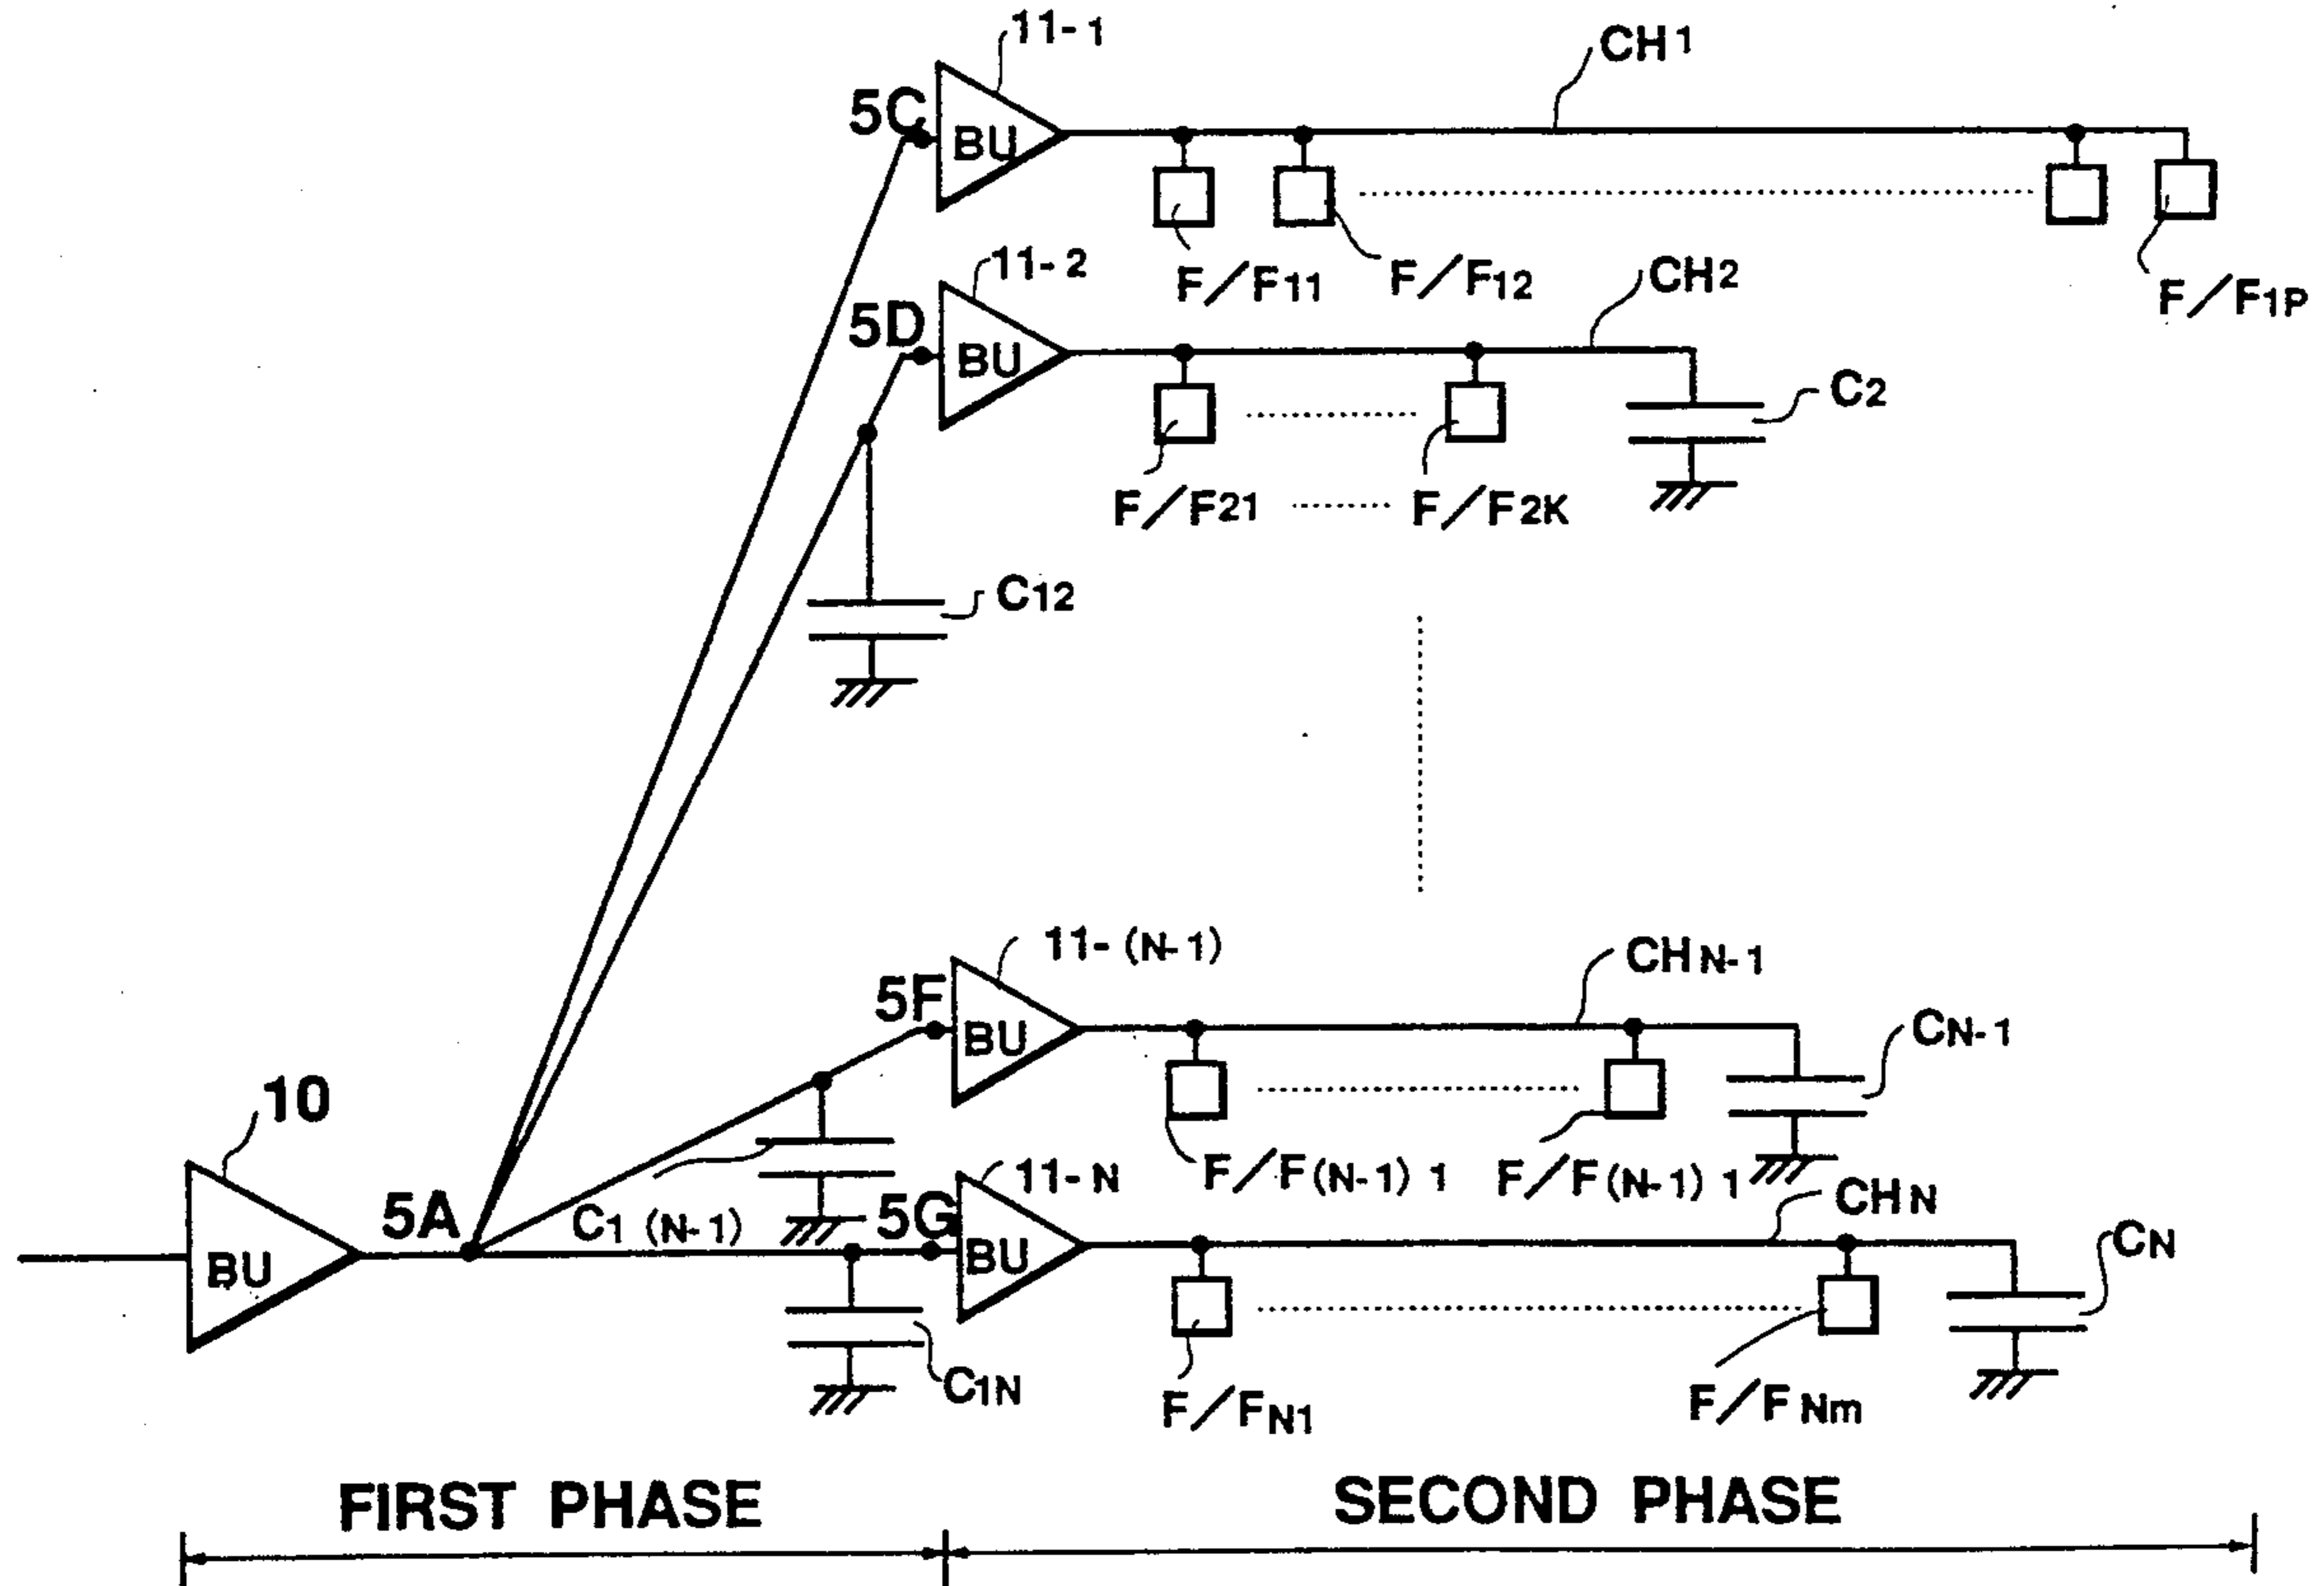 11-1
CH1
5C
BU
F/F11
F/F12
F/F1P
11-2
CH2
5D
BU
C2
F/F21
F/F2K
C12
11-(N-1)
CHN-1
5F
BU
CN-1
10
F/F(N-1) 1
F/F(N-1) 1
11-N
CHN
5A
C1 (N-1)
5G
BU
BU
CN
C1N
F/FN1
F/FNm
FIRST PHASE
SECOND PHASE